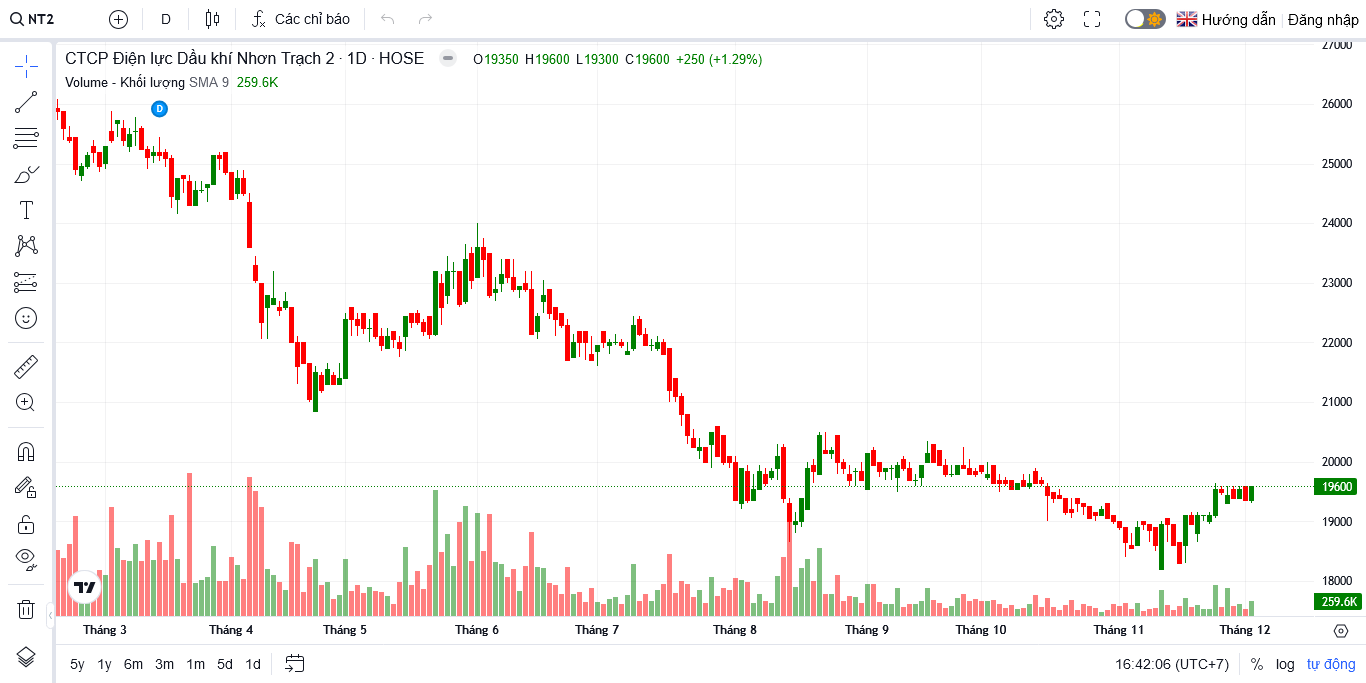 NT2
D
Các chỉ báo
Hướng dẫn
Đăng nhập
CTCP Điện lực Dầu khí Nhơn Trạch 2 · 1D · HOSE
O19350 H19600 L19300 C19600 +250 (+1.29%)
Volume - Khối lượng SMA 9 259.6K
D
27000
26000
25000
24000
23000
22000
21000
20000
19600
19000
18000
259.6K
Tháng 3
Tháng 4
Tháng 5
Tháng 6
Tháng 7
Tháng 8
Tháng 9
Tháng 10
Tháng 11
Tháng 12
5y 1y 6m 3m 1m 5d 1d
16:42:06 (UTC+7)
% log tự động